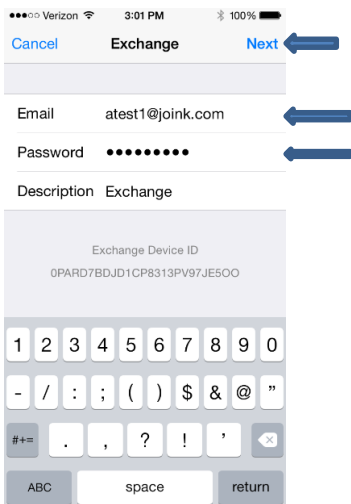 Verizon 3:01 PM 100%
Cancel Exchange Next
Email atest1@joink.com
Password •••••••••
Description Exchange
Exchange Device ID
0PARD7BDJD1CP8313PV97JE5OO
1 2 3 4 5 6 7 8 9 0
- / : ; ( ) $ & @ "
#+= . , ? ! '
ABC space return